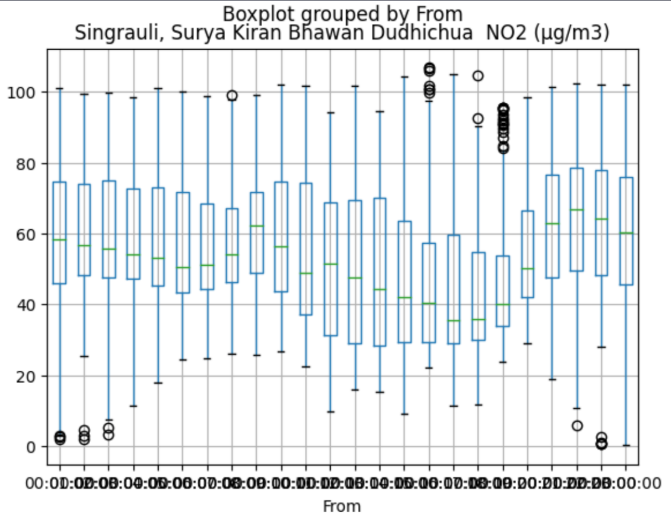 Boxplot grouped by From
Singrauli, Surya Kiran Bhawan Dudhichua  NO2 (µg/m3)
100
80
60
40
20
0
From